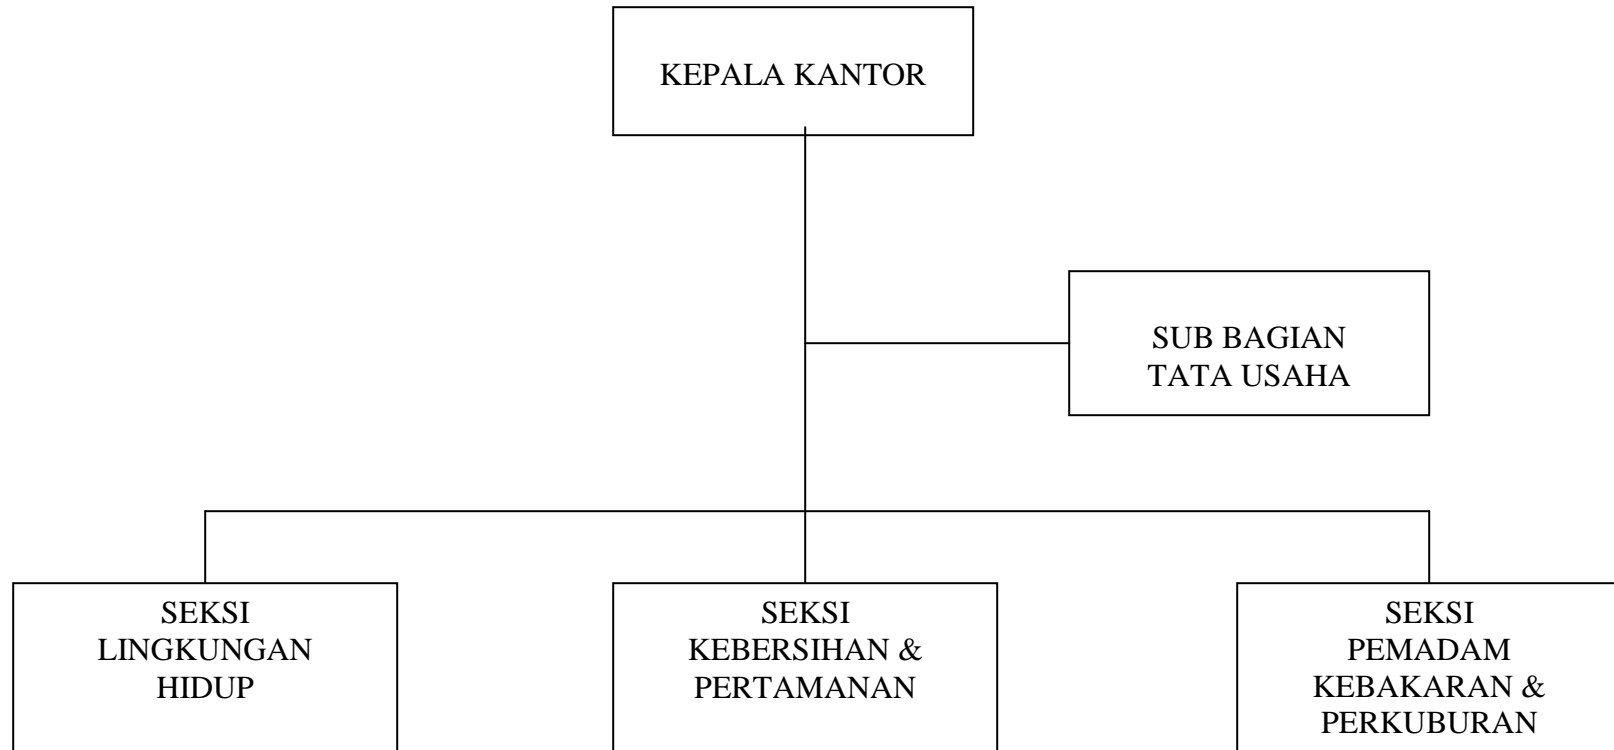 KEPALA KANTOR
SUB BAGIAN
TATA USAHA
SEKSI
LINGKUNGAN
HIDUP
SEKSI
KEBERSIHAN &
PERTAMANAN
SEKSI
PEMADAM
KEBAKARAN &
PERKUBURAN